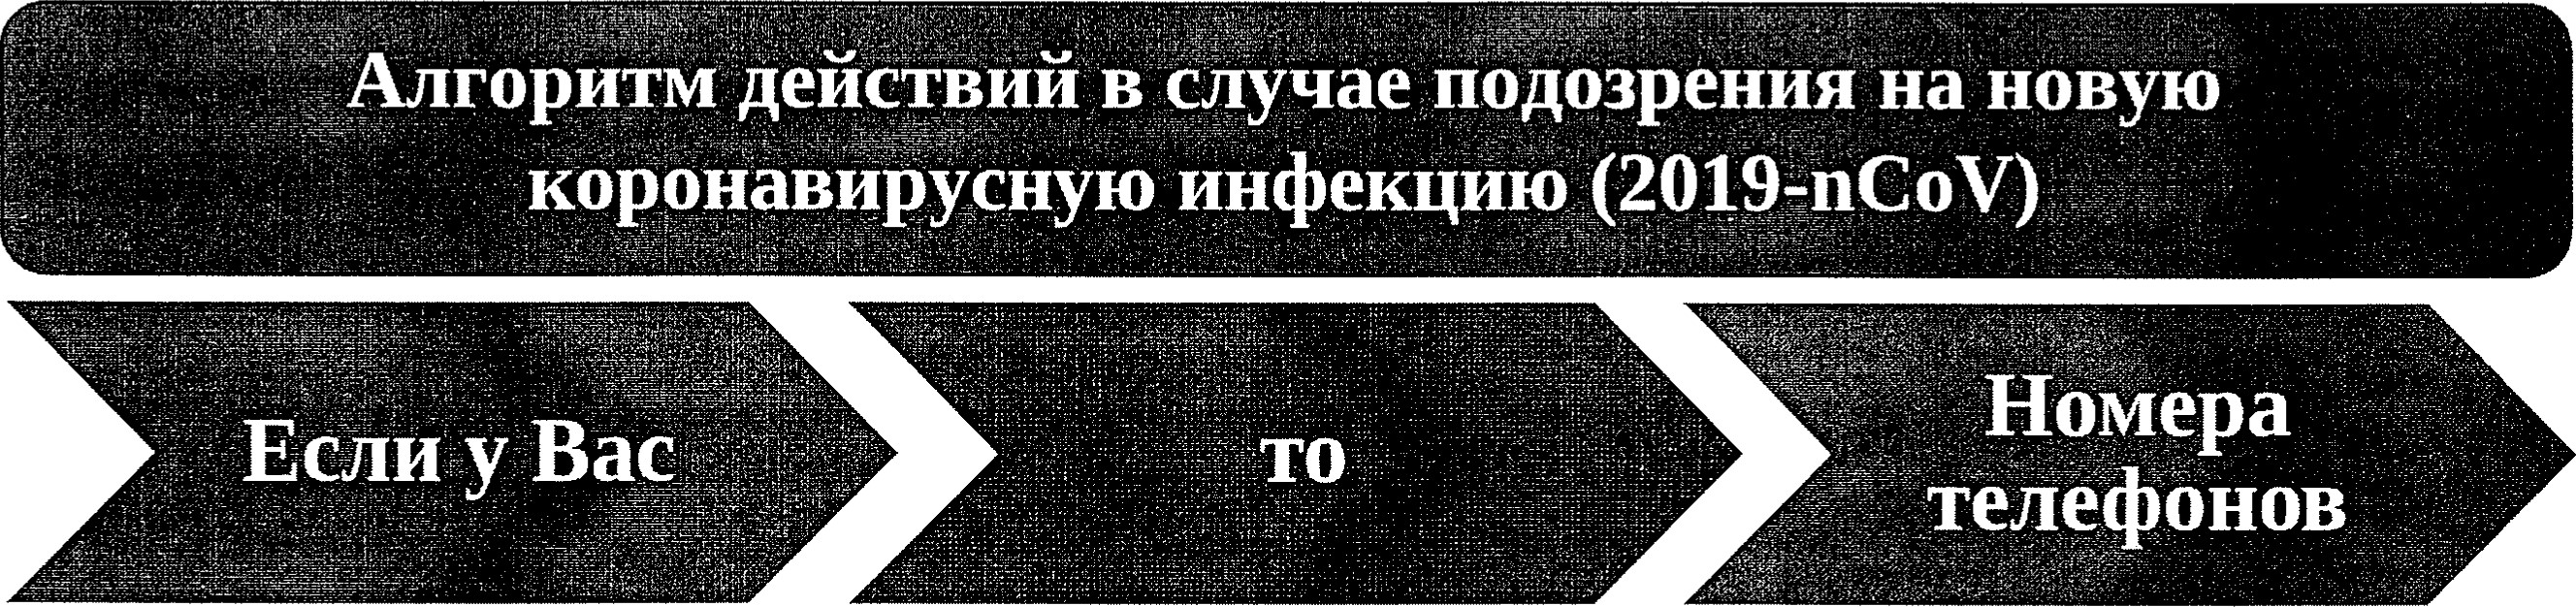 Алгоритм действий в случае подозрения на новую
коронавирусную инфекцию (2019-nCoV)
Если у Вас
то
Номера
телефонов